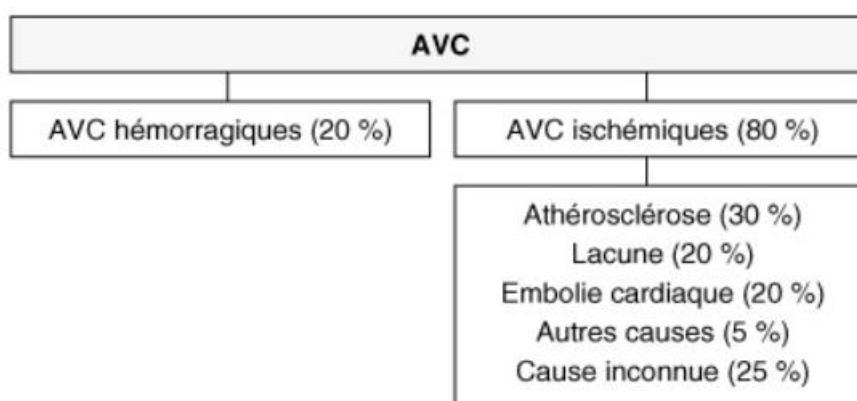 AVC
AVC hémorragiques (20 %)
AVC ischémiques (80 %)
Athérosclérose (30 %)
Lacune (20 %)
Embolie cardiaque (20 %)
Autres causes (5 %)
Cause inconnue (25 %)